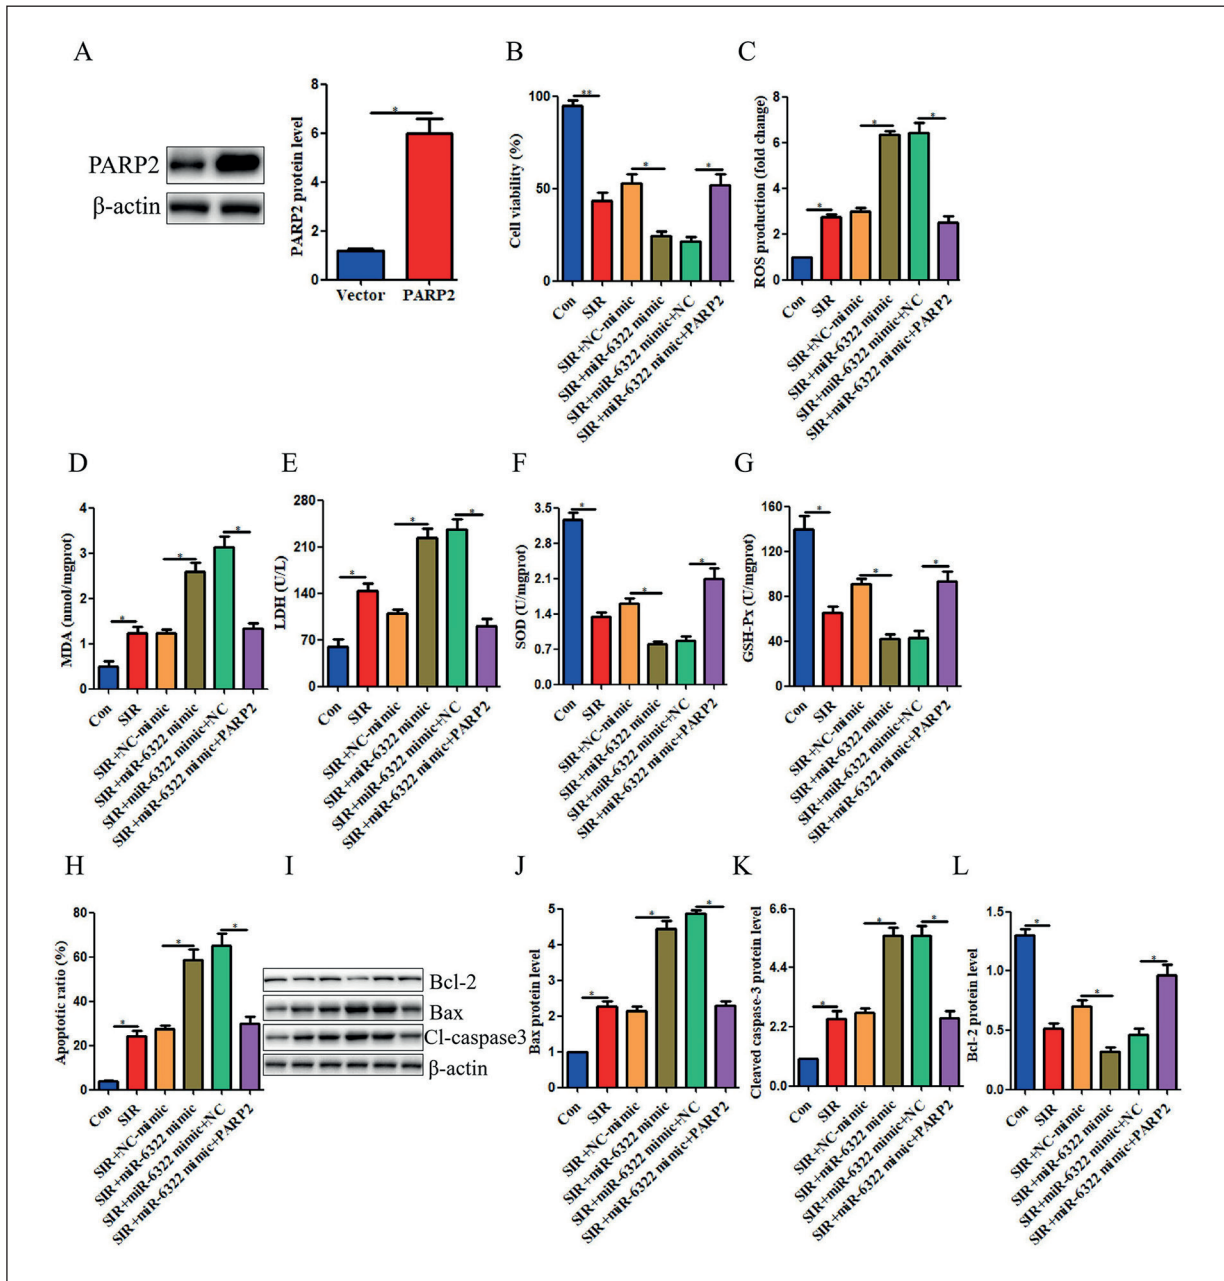 A
PARP2
β-actin
PARP2 protein level
8
6
4
2
0
*
Vector
PARP2
B
Cell viability (%)
100
50
0
**
*
*
Con
SIR
SIR+NC-mimic
SIR+miR-6322 mimic
SIR+miR-6322 mimic+NC
SIR+miR-6322 mimic+PARP2
C
ROS production (fold change)
8
6
4
2
0
*
*
*
Con
SIR
SIR+NC-mimic
SIR+miR-6322 mimic
SIR+miR-6322 mimic+NC
SIR+miR-6322 mimic+PARP2
D
MDA (nmol/mgprot)
4
3
2
1
0
*
*
*
Con
SIR
SIR+NC-mimic
SIR+miR-6322 mimic
SIR+miR-6322 mimic+NC
SIR+miR-6322 mimic+PARP2
E
LDH (U/L)
280
210
140
70
0
*
*
*
Con
SIR
SIR+NC-mimic
SIR+miR-6322 mimic
SIR+miR-6322 mimic+NC
SIR+miR-6322 mimic+PARP2
F
SOD (U/mgprot)
3.5
2.8
2.1
1.4
0.7
0.0
*
*
*
Con
SIR
SIR+NC-mimic
SIR+miR-6322 mimic
SIR+miR-6322 mimic+NC
SIR+miR-6322 mimic+PARP2
G
GSH-Px (U/mgprot)
160
120
80
40
0
*
*
*
Con
SIR
SIR+NC-mimic
SIR+miR-6322 mimic
SIR+miR-6322 mimic+NC
SIR+miR-6322 mimic+PARP2
H
Apoptotic ratio (%)
80
60
40
20
0
*
*
*
Con
SIR
SIR+NC-mimic
SIR+miR-6322 mimic
SIR+miR-6322 mimic+NC
SIR+miR-6322 mimic+PARP2
I
Bcl-2
Bax
Cl-caspase3
β-actin
J
Bax protein level
5
4
3
2
1
0
*
*
*
Con
SIR
SIR+NC-mimic
SIR+miR-6322 mimic
SIR+miR-6322 mimic+NC
SIR+miR-6322 mimic+PARP2
K
Cleaved caspase-3 protein level
6.6
4.4
2.2
0.0
*
*
*
Con
SIR
SIR+NC-mimic
SIR+miR-6322 mimic
SIR+miR-6322 mimic+NC
SIR+miR-6322 mimic+PARP2
L
Bcl-2 protein level
1.5
1.0
0.5
0.0
*
*
*
Con
SIR
SIR+NC-mimic
SIR+miR-6322 mimic
SIR+miR-6322 mimic+NC
SIR+miR-6322 mimic+PARP2